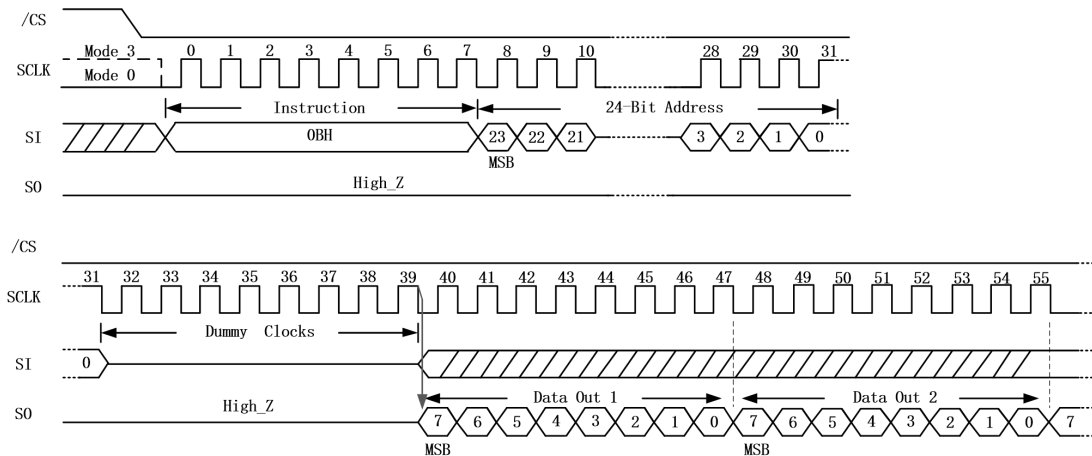 /CS
Mode 3 0 1 2 3 4 5 6 7 8 9 10 28 29 30 31
SCLK
Mode 0
Instruction 24-Bit Address
SI 0BH 23 22 21 3 2 1 0
MSB
High_Z
SO
/CS
31 32 33 34 35 36 37 38 39 40 41 42 43 44 45 46 47 48 49 50 51 52 53 54 55
SCLK
Dummy Clocks
SI 0
Data Out 1 Data Out 2
High_Z
SO 7 6 5 4 3 2 1 0 7 6 5 4 3 2 1 0 7
MSB MSB